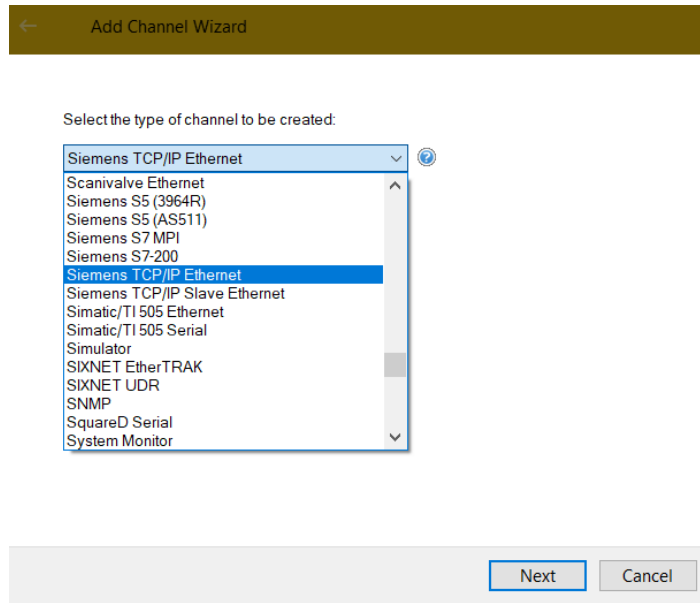 Add Channel Wizard
Select the type of channel to be created:
Siemens TCP/IP Ethernet
Scanivalve Ethernet
Siemens S5 (3964R)
Siemens S5 (AS511)
Siemens S7 MPI
Siemens S7-200
Siemens TCP/IP Ethernet
Siemens TCP/IP Slave Ethernet
Simatic/TI 505 Ethernet
Simatic/TI 505 Serial
Simulator
SIXNET EtherTRAK
SIXNET UDR
SNMP
SquareD Serial
System Monitor
Next Cancel